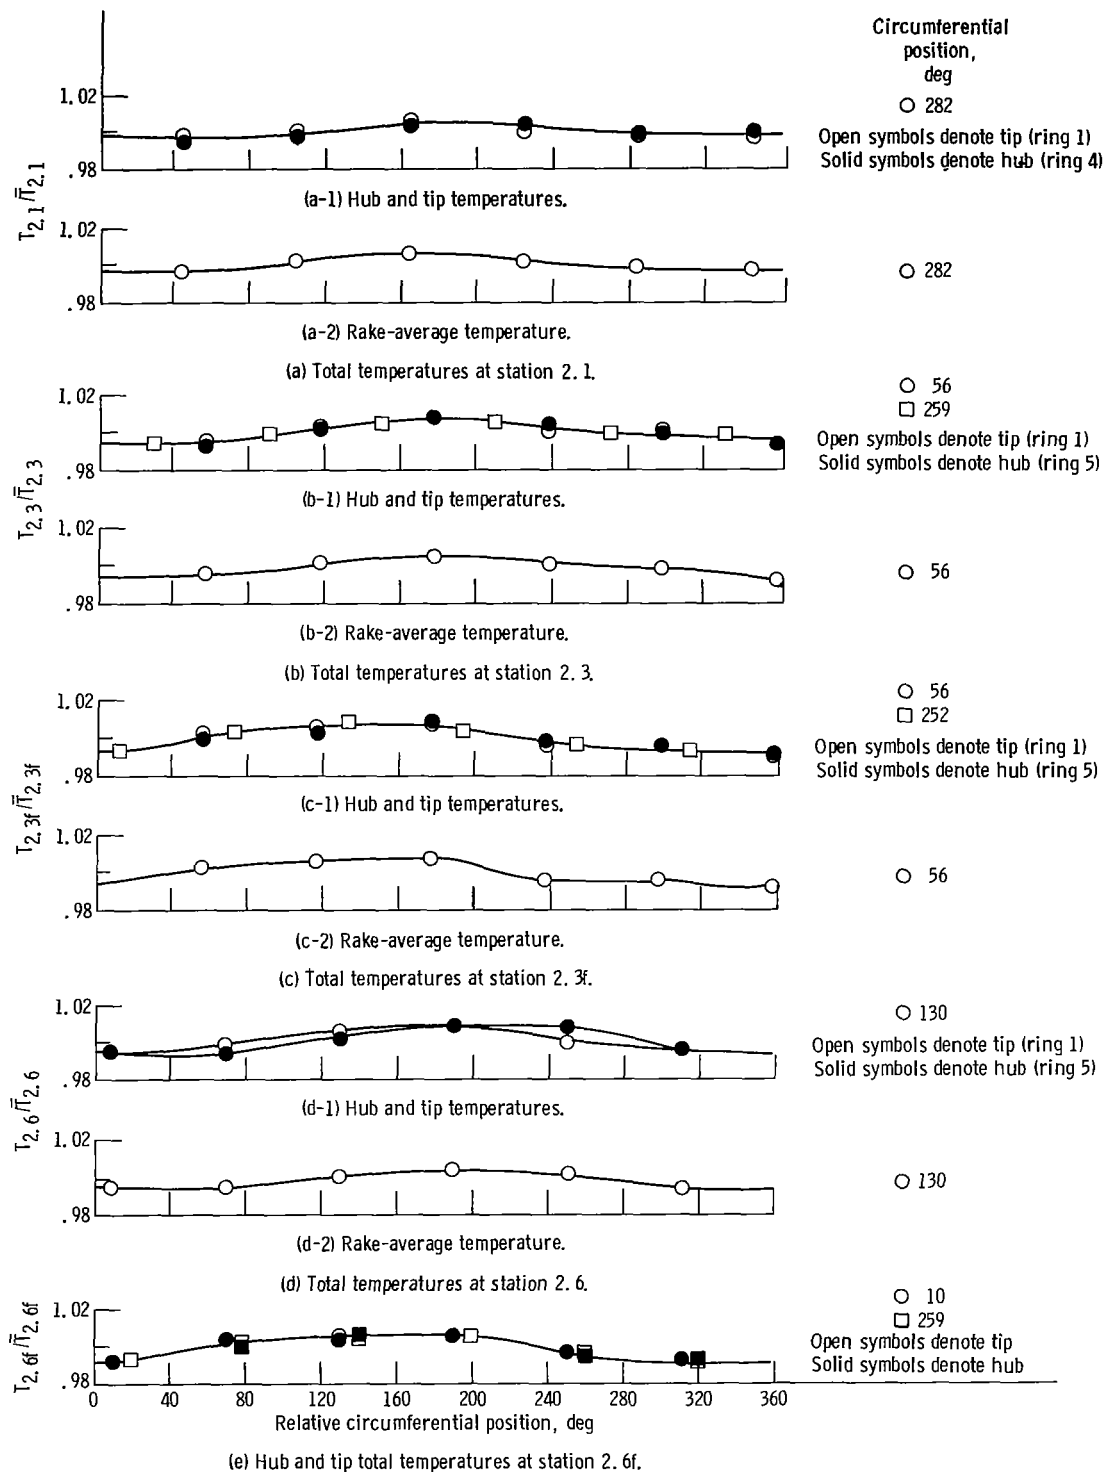 Circumferential
position,
deg
1.02
○ 282
Open symbols denote tip (ring 1)
Solid symbols denote hub (ring 4)
.98
T2.1/T̿2.1
(a-1) Hub and tip temperatures.
1.02
○ 282
.98
(a-2) Rake-average temperature.
(a) Total temperatures at station 2.1.
○ 56
1.02
□ 259
Open symbols denote tip (ring 1)
Solid symbols denote hub (ring 5)
.98
T2.3/T̿2.3
(b-1) Hub and tip temperatures.
1.02
○ 56
.98
(b-2) Rake-average temperature.
(b) Total temperatures at station 2.3.
○ 56
1.02
□ 252
Open symbols denote tip (ring 1)
Solid symbols denote hub (ring 5)
.98
T2.3f/T̿2.3f
(c-1) Hub and tip temperatures.
1.02
○ 56
.98
(c-2) Rake-average temperature.
(c) Total temperatures at station 2.3f.
1.02
○ 130
Open symbols denote tip (ring 1)
Solid symbols denote hub (ring 5)
.98
T2.6/T̿2.6
(d-1) Hub and tip temperatures.
1.02
○ 130
.98
(d-2) Rake-average temperature.
(d) Total temperatures at station 2.6.
○ 10
1.02
□ 259
Open symbols denote tip
Solid symbols denote hub
.98
T2.6f/T̿2.6f
0 40 80 120 160 200 240 280 320 360
Relative circumferential position, deg
(e) Hub and tip total temperatures at station 2.6f.